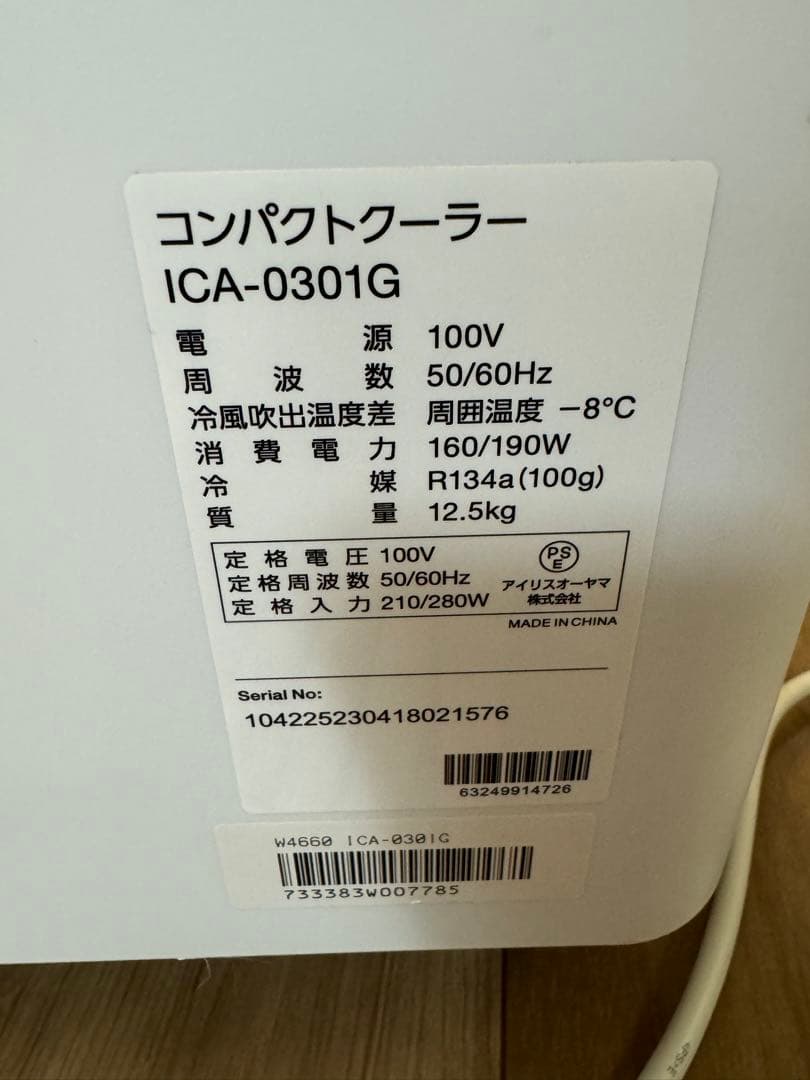 コンパクトクーラー
ICA-0301G
電源 100V
周波数 50/60Hz
冷風吹出温度差 周囲温度 −8℃
消費電力 160/190W
冷媒 R134a(100g)
質量 12.5kg
定格電圧 100V
定格周波数 50/60Hz
定格入力 210/280W
PSE
アイリスオーヤマ
株式会社
MADE IN CHINA
Serial No:
104225230418021576
63249914726
W4660 ICA-0301G
733383W007785